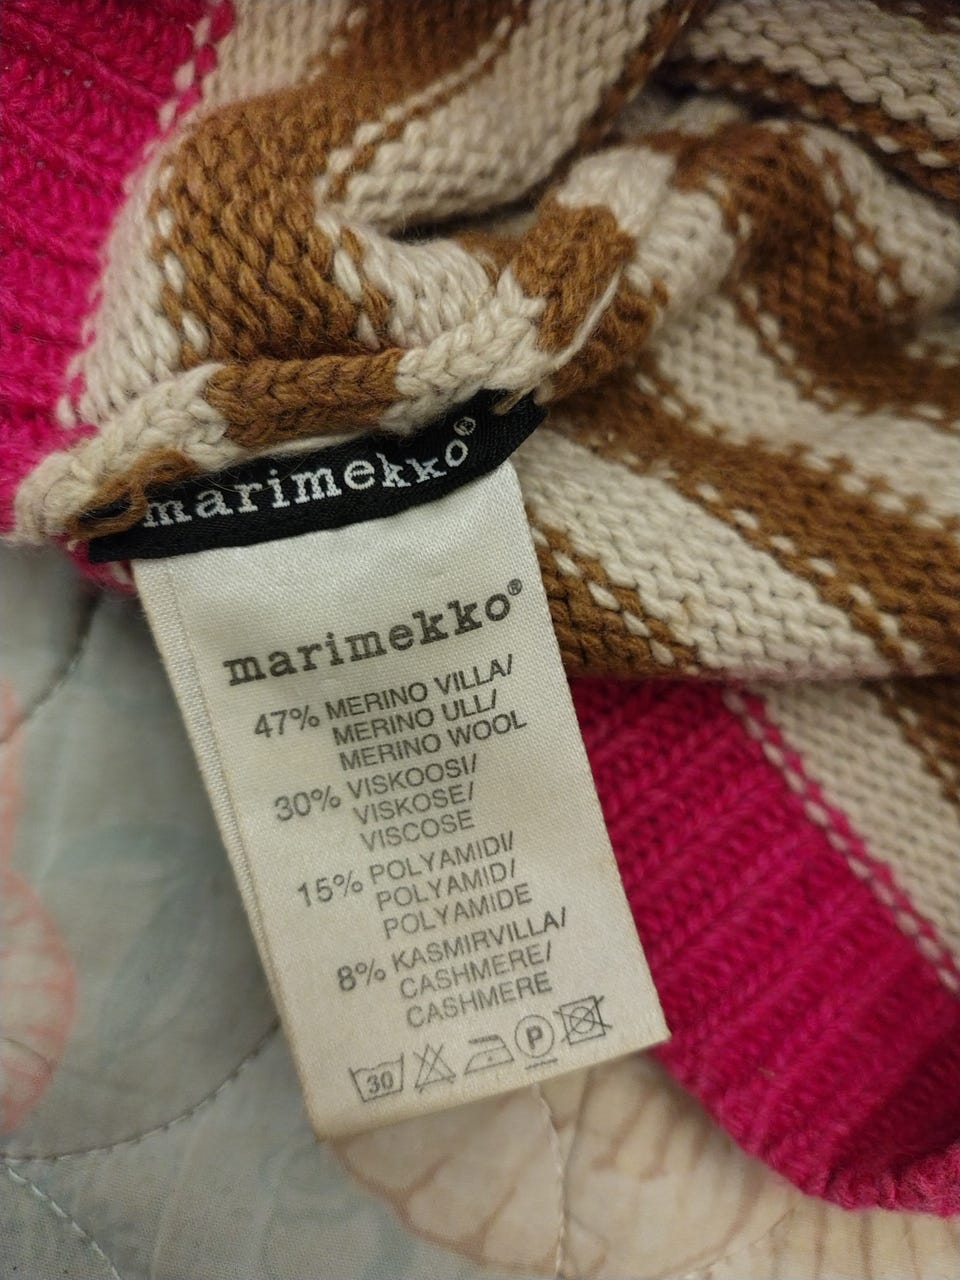 marimekko®
marimekko®
47% MERINO VILLA/
MERINO ULL/
MERINO WOOL
30% VISKOOSI/
VISKOSE/
VISCOSE
15% POLYAMIDI/
POLYAMID/
POLYAMIDE
8% KASMIRVILLA/
CASHMERE/
CASHMERE
30 P